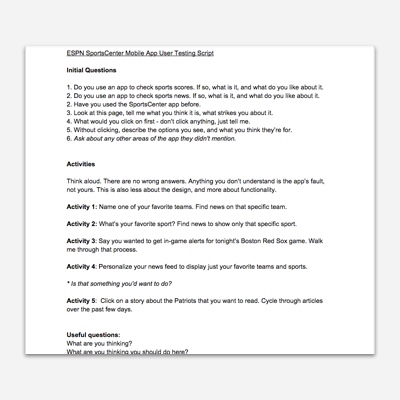 ESPN SportsCenter Mobile App User Testing Script
Initial Questions
1. Do you use an app to check sports scores. If so, what is it, and what do you like about it.
2. Do you use an app to check sports news. If so, what is it, and what do you like about it.
2. Have you used the SportsCenter app before.
3. Look at this page, tell me what you think it is, what strikes you about it.
4. What would you click on first - don't click anything, just tell me.
5. Without clicking, describe the options you see, and what you think they're for.
6. Ask about any other areas of the app they didn't mention.
Activities
Think aloud. There are no wrong answers. Anything you don't understand is the app's fault,
not yours. This is also less about the design, and more about functionality.
Activity 1: Name one of your favorite teams. Find news on that specific team.
Activity 2: What's your favorite sport? Find news to show only that specific sport.
Activity 3: Say you wanted to get in-game alerts for tonight's Boston Red Sox game. Walk
me through that process.
Activity 4: Personalize your news feed to display just your favorite teams and sports.
* Is that something you'd want to do?
Activity 5: Click on a story about the Patriots that you want to read. Cycle through articles
over the past few days.
Useful questions:
What are you thinking?
What are you thinking you should do here?